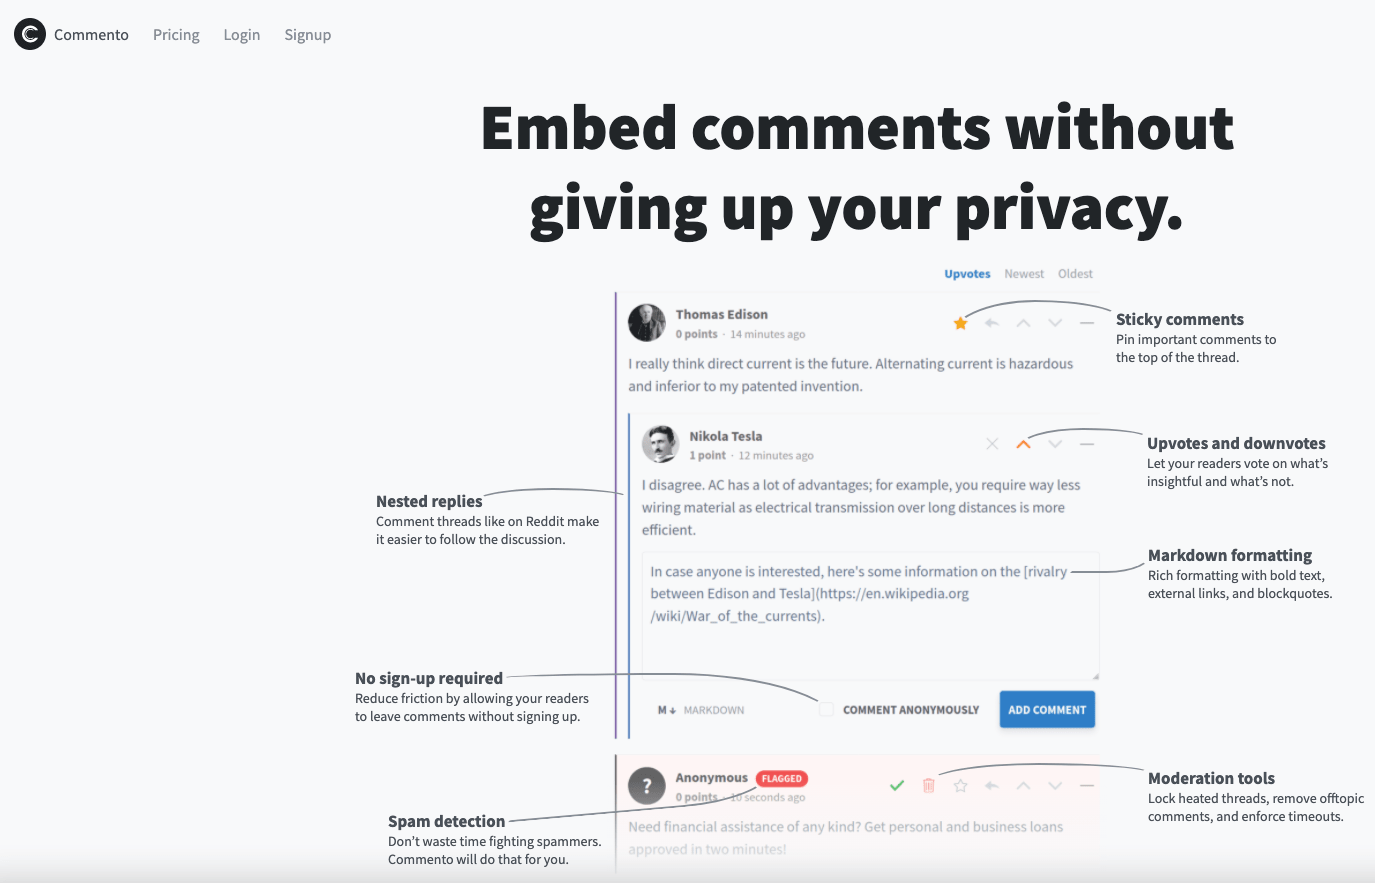 Commento Pricing Login Signup
Embed comments without
giving up your privacy.
Upvotes Newest Oldest
Thomas Edison
0 points · 14 minutes ago
I really think direct current is the future. Alternating current is hazardous
and inferior to my patented invention.
Sticky comments
Pin important comments to
the top of the thread.
Nikola Tesla
1 point · 12 minutes ago
I disagree. AC has a lot of advantages; for example, you require way less
wiring material as electrical transmission over long distances is more
efficient.
Upvotes and downvotes
Let your readers vote on what's
insightful and what's not.
Nested replies
Comment threads like on Reddit make
it easier to follow the discussion.
In case anyone is interested, here's some information on the [rivalry
between Edison and Tesla](https://en.wikipedia.org
/wiki/War_of_the_currents).
Markdown formatting
Rich formatting with bold text,
external links, and blockquotes.
No sign-up required
Reduce friction by allowing your readers
to leave comments without signing up.
M↓ MARKDOWN COMMENT ANONYMOUSLY ADD COMMENT
? Anonymous FLAGGED
0 points · 10 seconds ago
Need financial assistance of any kind? Get personal and business loans
approved in two minutes!
Moderation tools
Lock heated threads, remove offtopic
comments, and enforce timeouts.
Spam detection
Don't waste time fighting spammers.
Commento will do that for you.